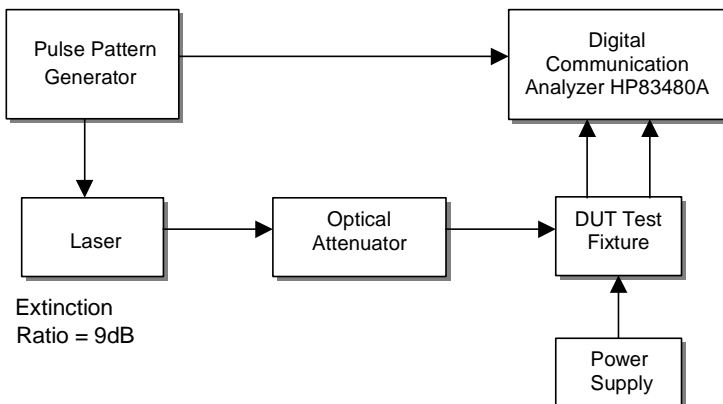 Pulse Pattern
Generator
Digital
Communication
Analyzer HP83480A
Laser
Optical
Attenuator
DUT Test
Fixture
Extinction
Ratio = 9dB
Power
Supply